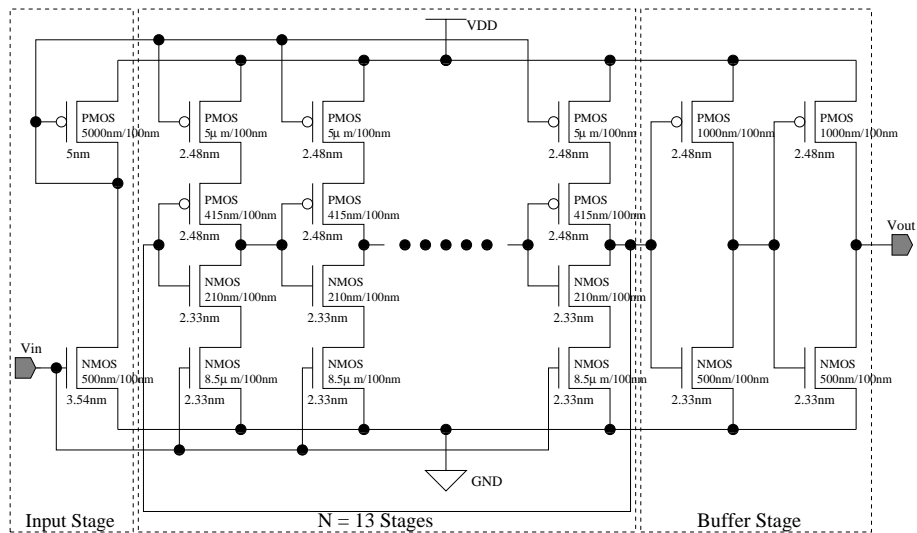 VDD
PMOS
5000nm/100nm
5nm
PMOS
5µ m/100nm
2.48nm
PMOS
5µ m/100nm
2.48nm
PMOS
5µ m/100nm
2.48nm
PMOS
1000nm/100nm
2.48nm
PMOS
1000nm/100nm
2.48nm
PMOS
415nm/100nm
2.48nm
PMOS
415nm/100nm
2.48nm
PMOS
415nm/100nm
2.48nm
Vout
NMOS
210nm/100nm
2.33nm
NMOS
210nm/100nm
2.33nm
NMOS
210nm/100nm
2.33nm
Vin
NMOS
500nm/100nm
3.54nm
NMOS
8.5µ m/100nm
2.33nm
NMOS
8.5µ m/100nm
2.33nm
NMOS
8.5µ m/100nm
2.33nm
NMOS
500nm/100nm
2.33nm
NMOS
500nm/100nm
2.33nm
GND
Input Stage
N = 13 Stages
Buffer Stage